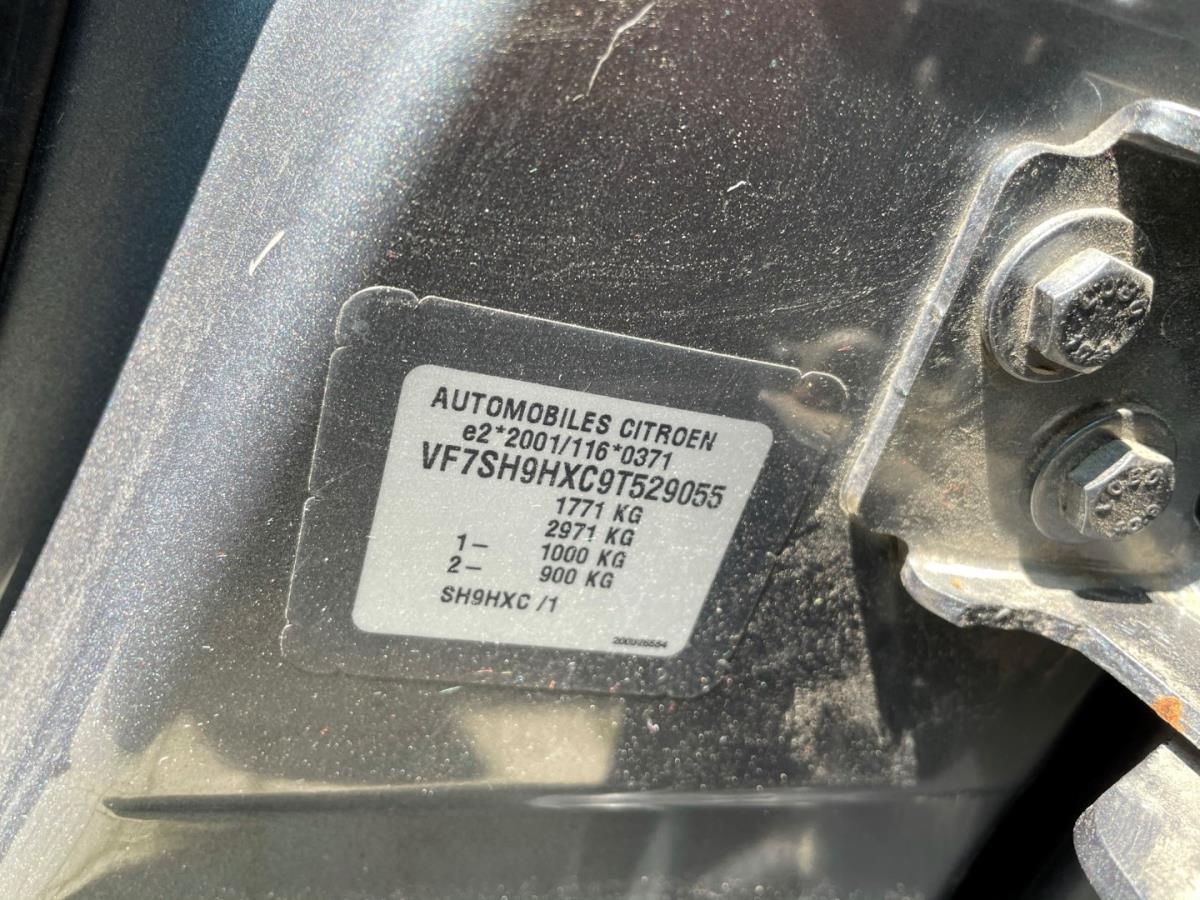 AUTOMOBILES CITROEN
e2*2001/116*0371
VF7SH9HXC9T529055
1771 KG
2971 KG
1– 1000 KG
2– 900 KG
SH9HXC /1